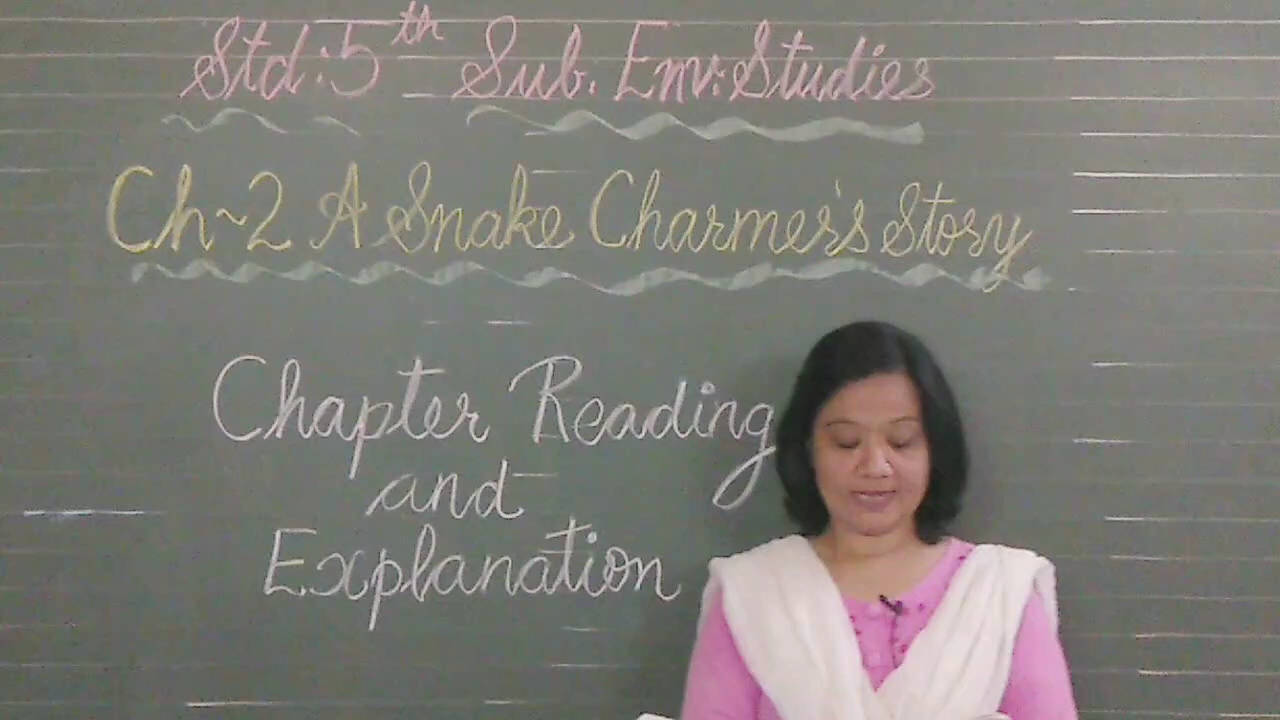 Std:5th Sub. Env: Studies
Ch~2 A Snake Charmer's Story
Chapter Reading
and
Explanation